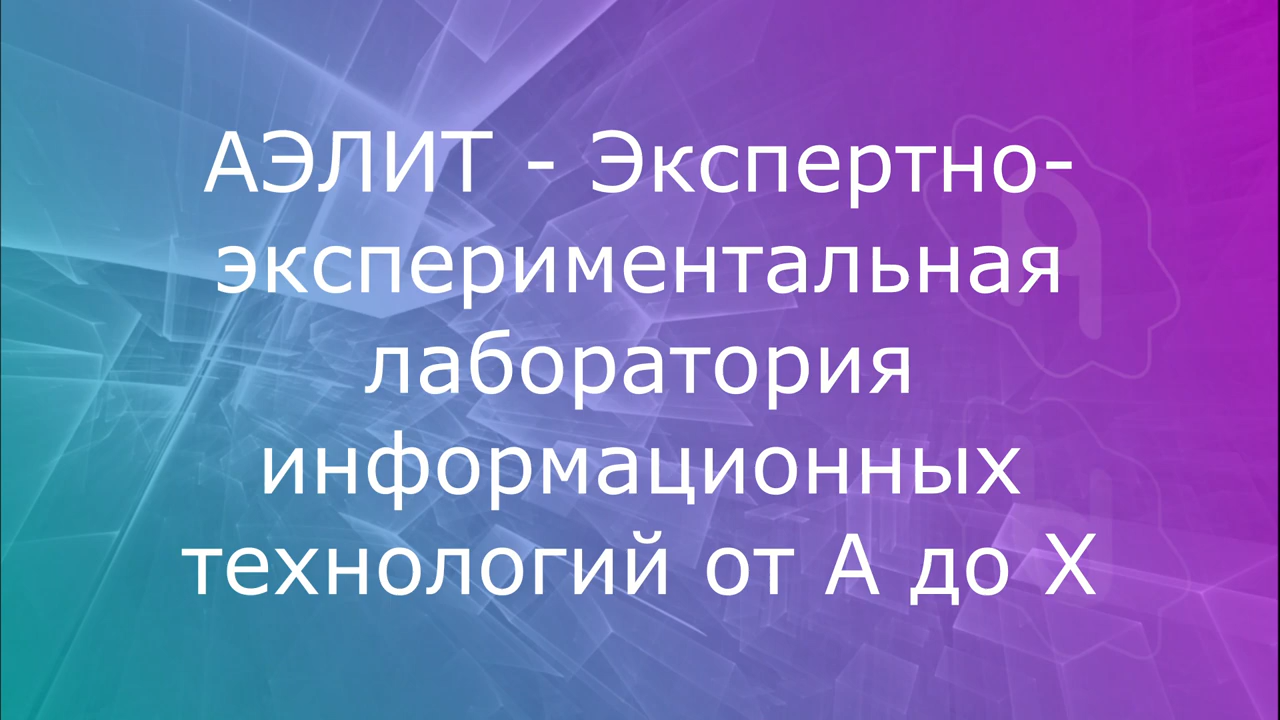 АЭЛИТ - Экспертно-
экспериментальная
лаборатория
информационных
технологий от А до Х